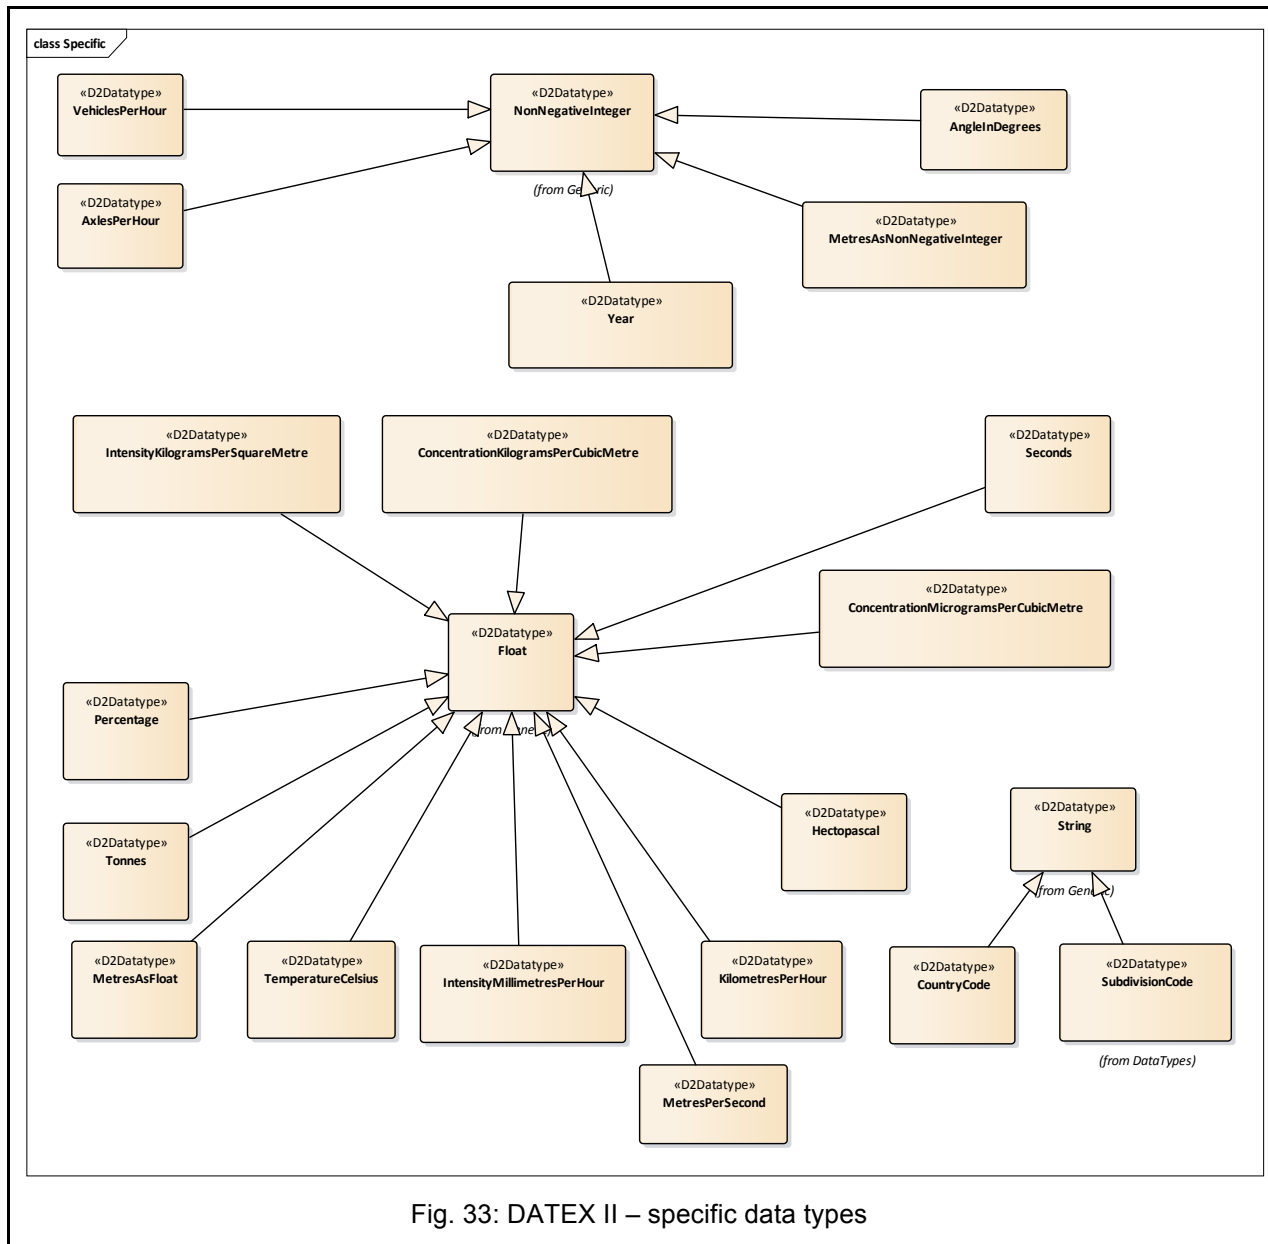 class Specific
«D2Datatype»
VehiclesPerHour
«D2Datatype»
NonNegativeInteger
(from Generic)
«D2Datatype»
AngleInDegrees
«D2Datatype»
AxlesPerHour
«D2Datatype»
MetresAsNonNegativeInteger
«D2Datatype»
Year
«D2Datatype»
IntensityKilogramsPerSquareMetre
«D2Datatype»
ConcentrationKilogramsPerCubicMetre
«D2Datatype»
Seconds
«D2Datatype»
ConcentrationMicrogramsPerCubicMetre
«D2Datatype»
Float
(from Generic)
«D2Datatype»
Percentage
«D2Datatype»
Tonnes
«D2Datatype»
Hectopascal
«D2Datatype»
String
(from Generic)
«D2Datatype»
MetresAsFloat
«D2Datatype»
TemperatureCelsius
«D2Datatype»
IntensityMillimetresPerHour
«D2Datatype»
KilometresPerHour
«D2Datatype»
CountryCode
«D2Datatype»
SubdivisionCode
(from DataTypes)
«D2Datatype»
MetresPerSecond
Fig. 33: DATEX II – specific data types